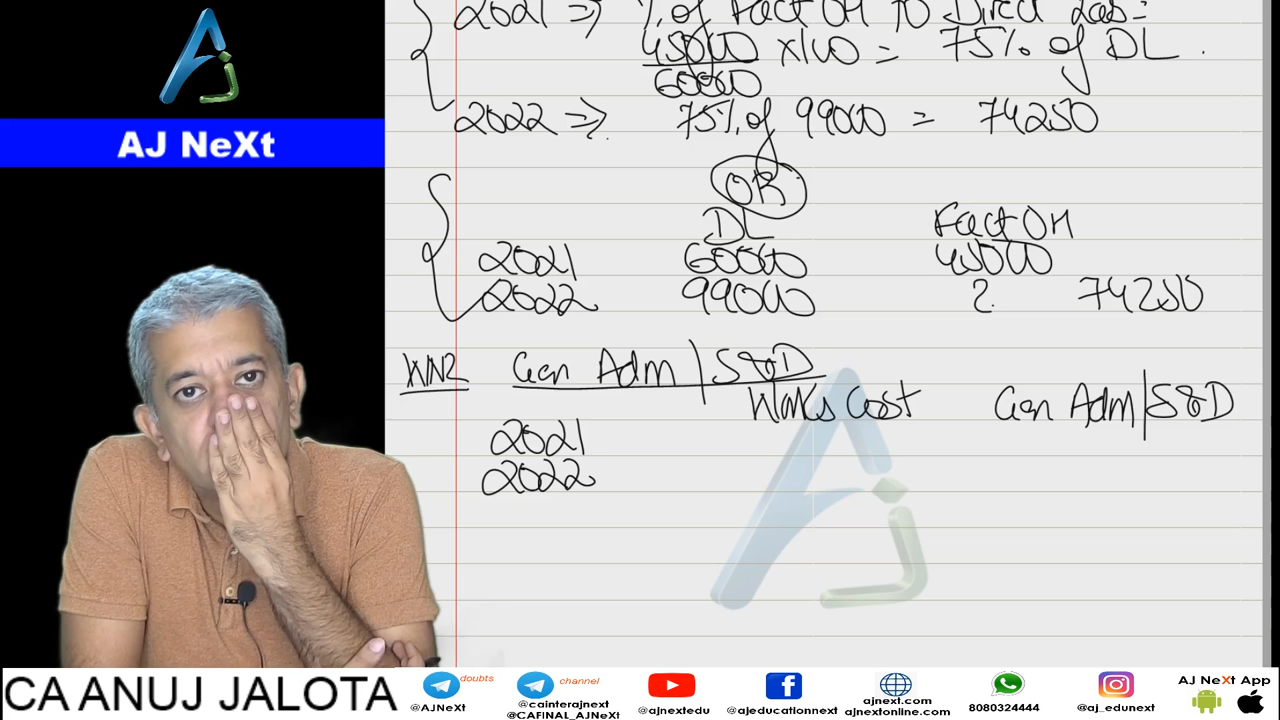 2021 ⇒ % of Fact OH to Direct Lab =
45000 x100 = 75% of DL.
60000
2022 ⇒ 75% of 99000 = 74250
OR
DL Fact OH
2021 60000 45000
2022 99000 ? 74250
WN2 Gen Adm | S&D
Works Cost Gen Adm | S&D
2021
2022
AJ NeXt
CA ANUJ JALOTA
doubts
@AJNeXt
channel
@cainterajnext
@CAFINAL_AJNeXt
@ajnextedu
@ajeducationnext
ajnext.com
ajnextonline.com
8080324444
@aj_edunext
AJ NeXt App